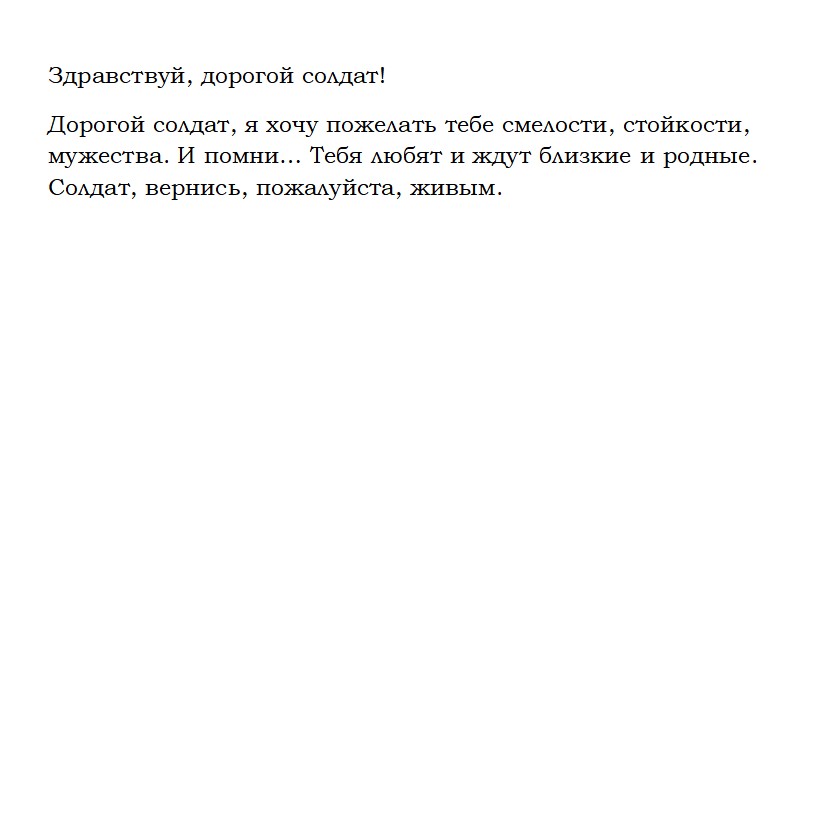 Здравствуй, дорогой солдат!
Дорогой солдат, я хочу пожелать тебе смелости, стойкости,
мужества. И помни... Тебя любят и ждут близкие и родные.
Солдат, вернись, пожалуйста, живым.